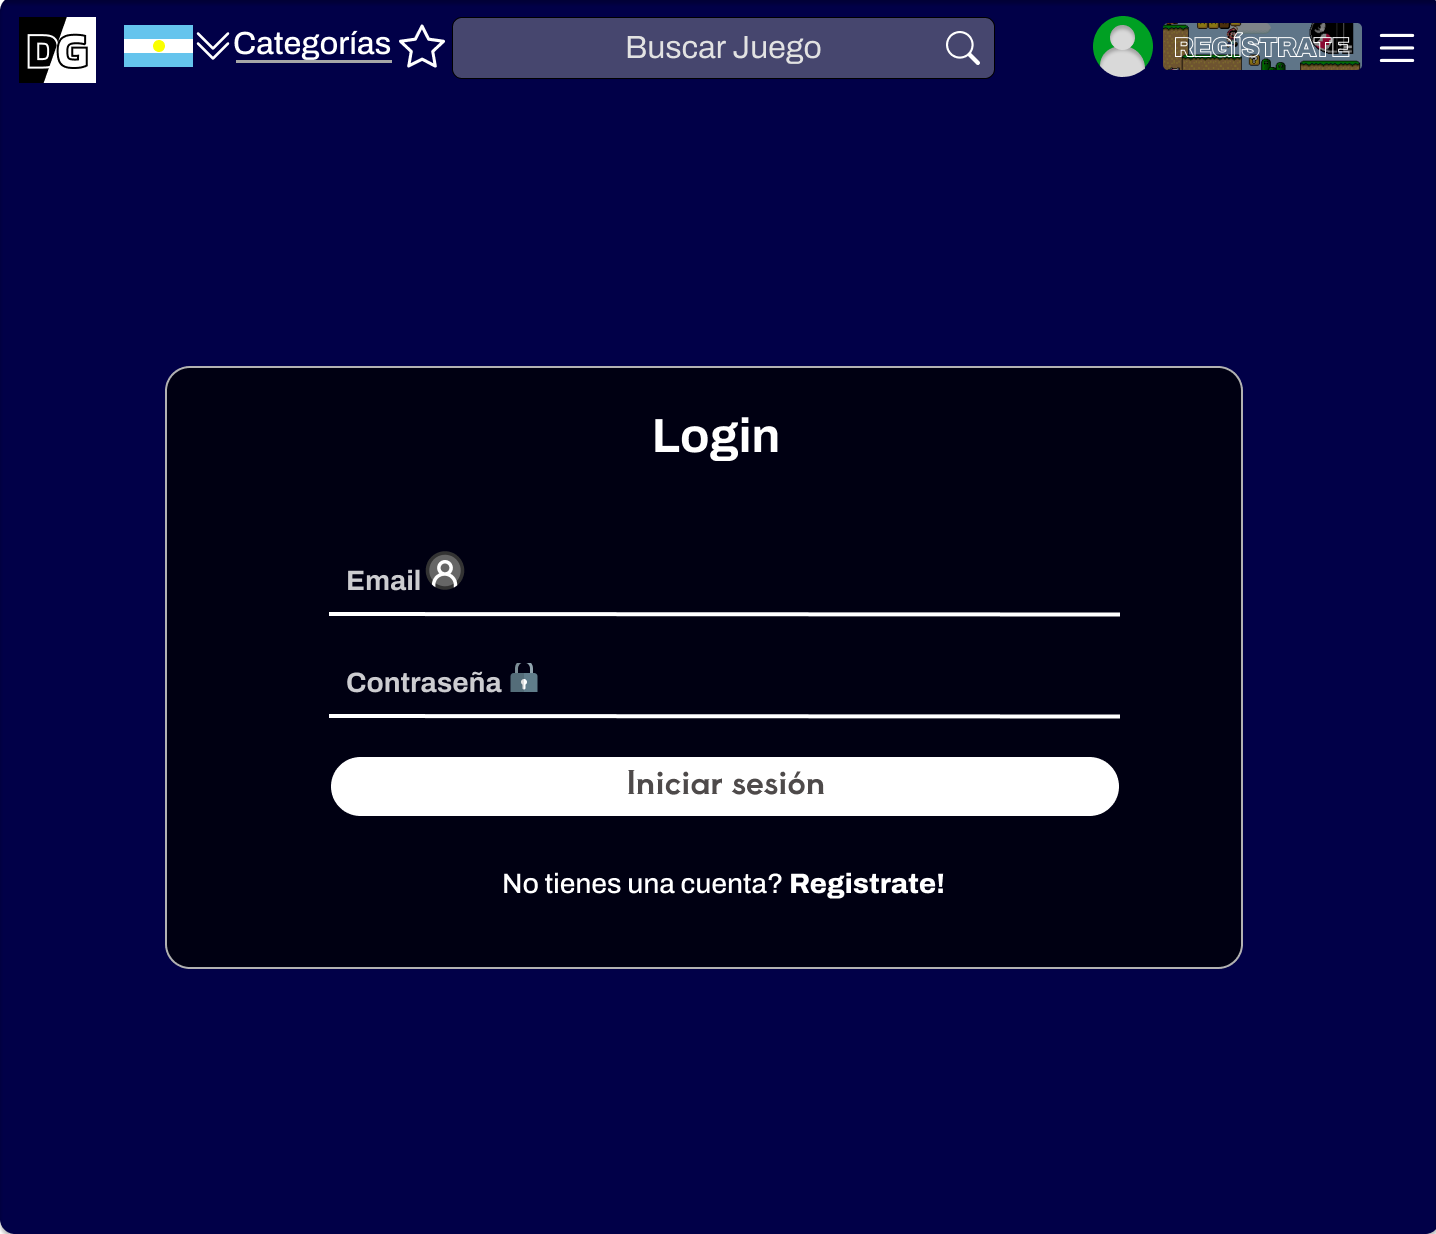 DG
Categorías
Buscar Juego
REGÍSTRATE
Login
Email
Contraseña
Iniciar sesión
No tienes una cuenta? Registrate!